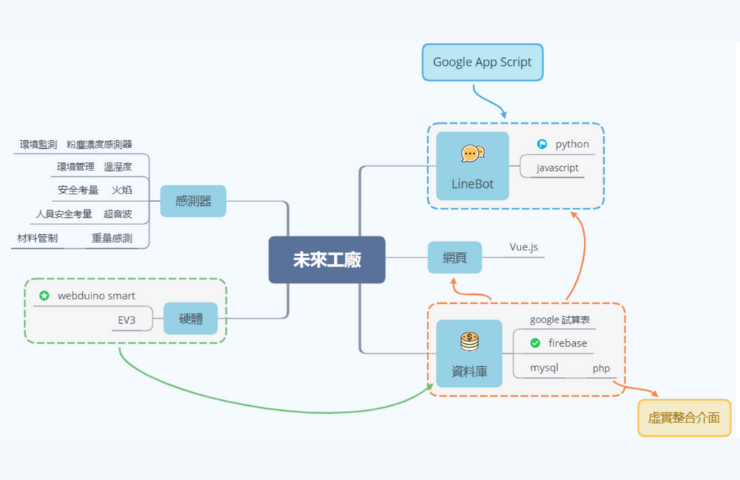 Google App Script
環境監測 粉塵濃度感測器
環境管理 溫溼度
安全考量 火焰
人員安全考量 超音波
材料管制 重量感測
感測器
python
javascript
LineBot
未來工廠
網頁
Vue.js
webduino smart
EV3
硬體
google 試算表
firebase
mysql php
資料庫
虛實整合介面